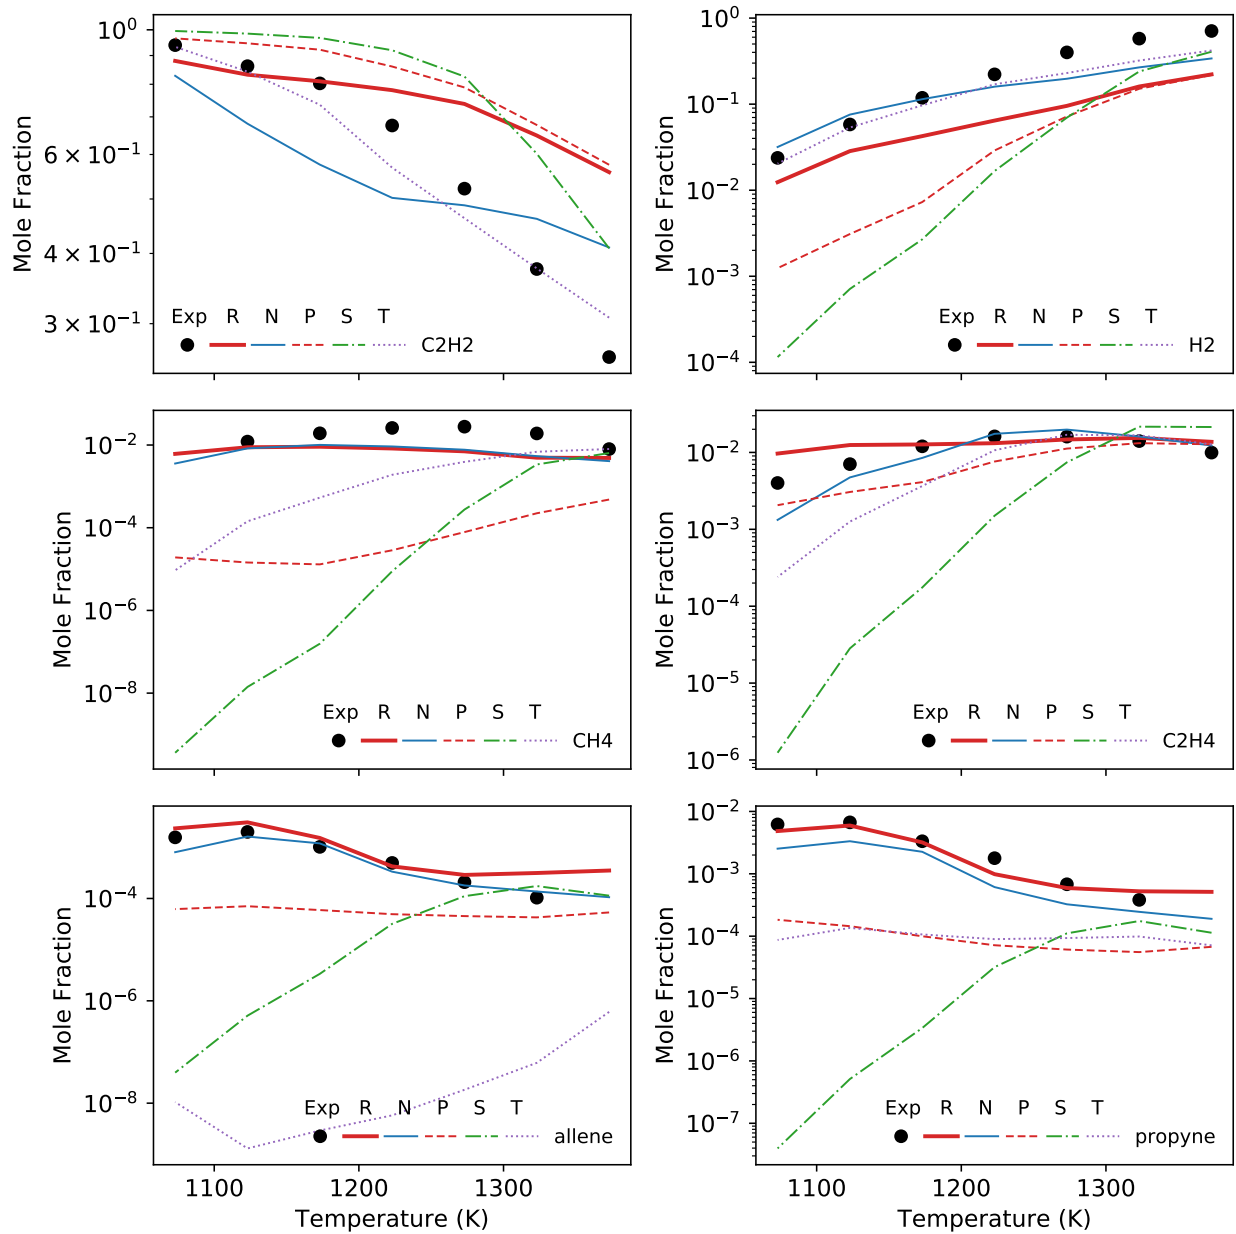 10⁰
6 × 10⁻¹
4 × 10⁻¹
3 × 10⁻¹
Mole Fraction
Exp R N P S T
C2H2
10⁰
10⁻¹
10⁻²
10⁻³
10⁻⁴
Mole Fraction
Exp R N P S T
H2
10⁻²
10⁻⁴
10⁻⁶
10⁻⁸
Mole Fraction
Exp R N P S T
CH4
10⁻²
10⁻³
10⁻⁴
10⁻⁵
10⁻⁶
Mole Fraction
Exp R N P S T
C2H4
10⁻⁴
10⁻⁶
10⁻⁸
Mole Fraction
Exp R N P S T
allene
1100 1200 1300
Temperature (K)
10⁻²
10⁻³
10⁻⁴
10⁻⁵
10⁻⁶
10⁻⁷
Mole Fraction
Exp R N P S T
propyne
1100 1200 1300
Temperature (K)